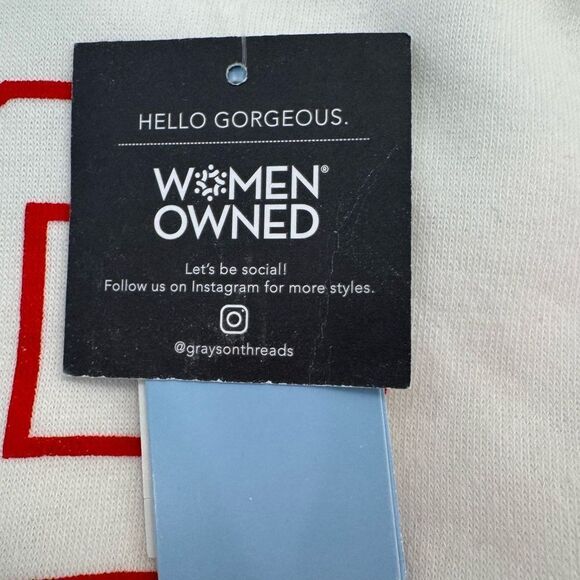 HELLO GORGEOUS.
WOMEN®
OWNED
Let's be social!
Follow us on Instagram for more styles.
@graysonthreads